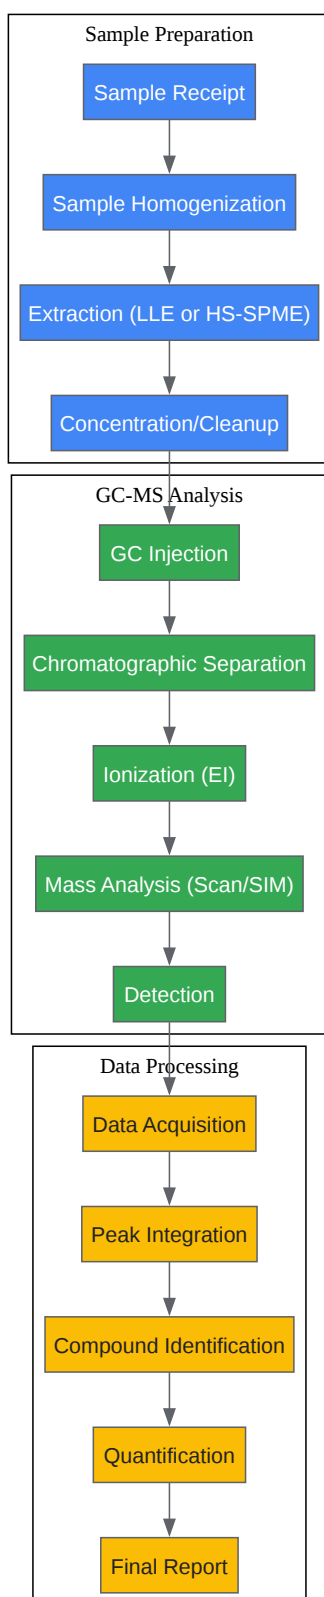 Sample Preparation
Sample Receipt
Sample Homogenization
Extraction (LLE or HS-SPME)
Concentration/Cleanup
GC-MS Analysis
GC Injection
Chromatographic Separation
Ionization (EI)
Mass Analysis (Scan/SIM)
Detection
Data Processing
Data Acquisition
Peak Integration
Compound Identification
Quantification
Final Report